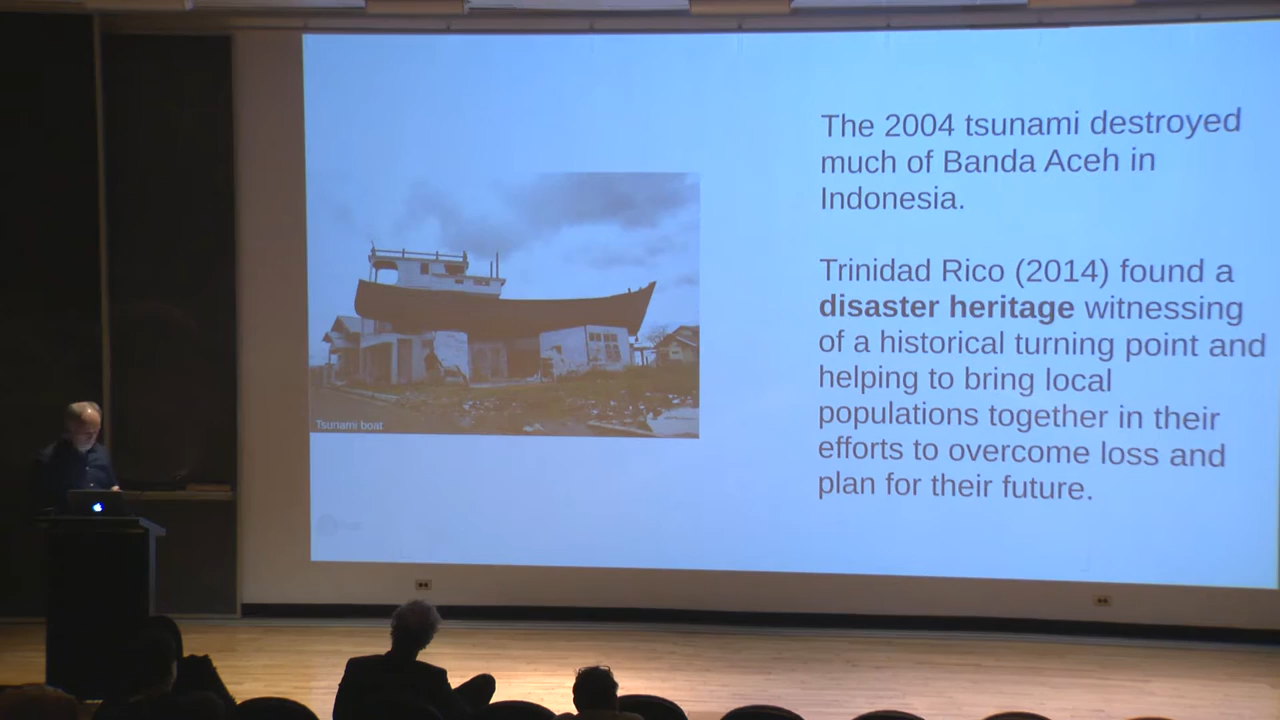 The 2004 tsunami destroyed
much of Banda Aceh in
Indonesia.
Trinidad Rico (2014) found a
disaster heritage witnessing
of a historical turning point and
helping to bring local
populations together in their
efforts to overcome loss and
plan for their future.
Tsunami boat